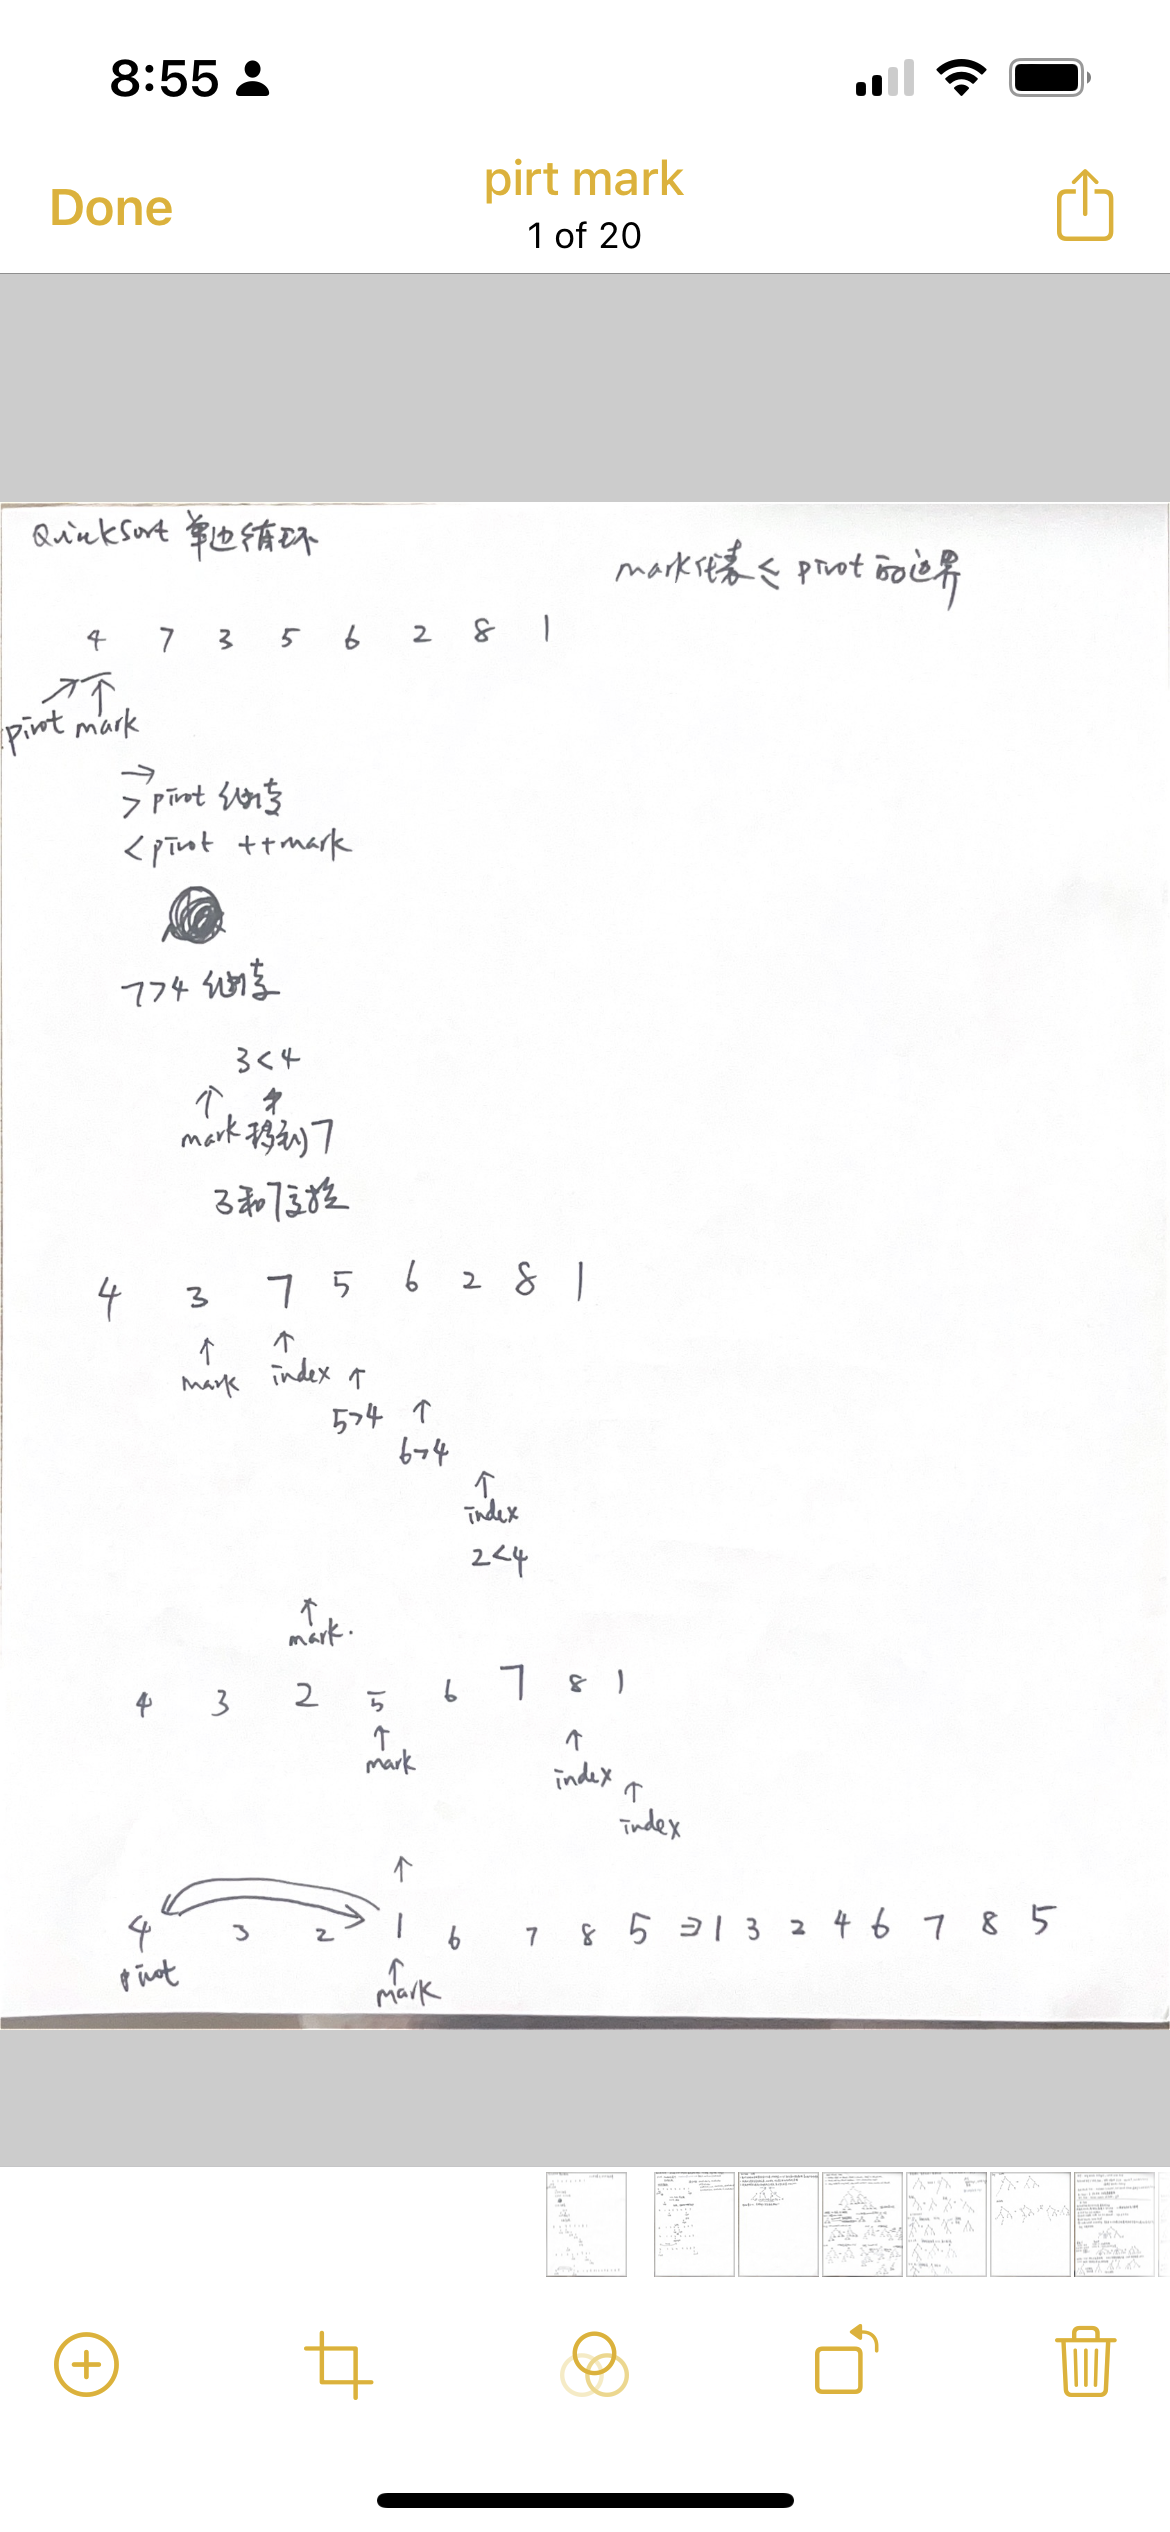 8:55
Done
pirt mark
1 of 20
QuickSort 单边循环
mark代表 ≤ pivot 的边界
4 7 3 5 6 2 8 1
pivot mark
→
> pivot 继续
< pivot ++mark
7>4 继续
3<4
mark 移到7
3和7交换
4 3 7 5 6 2 8 1
mark index
5>4
6>4
index
2<4
mark.
4 3 2 5 6 7 8 1
mark index
index
4 3 2 1 6 7 8 5 ⇒ 1 3 2 4 6 7 8 5
pivot mark